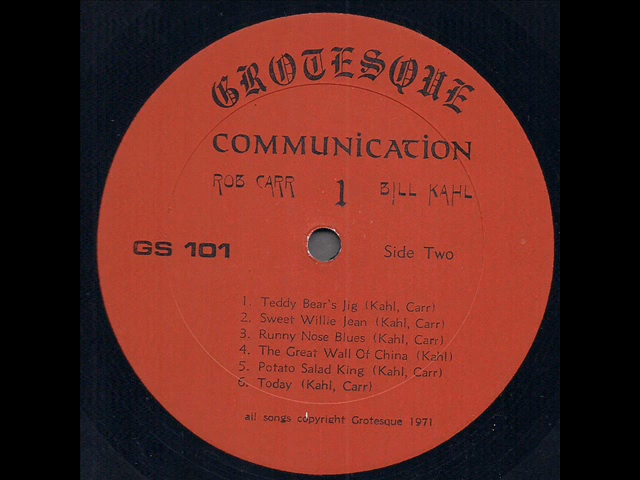 GROTESQUE
COMMUNiCATiON
ROB CARR 1 BILL KAHL
GS 101 Side Two
1. Teddy Bear's Jig (Kahl, Carr)
2. Sweet Willie Jean (Kahl, Carr)
3. Runny Nose Blues (Kahl, Carr)
4. The Great Wall Of China (Kahl)
5. Potato Salad King (Kahl, Carr)
6. Today (Kahl, Carr)
all songs copyright Grotesque 1971